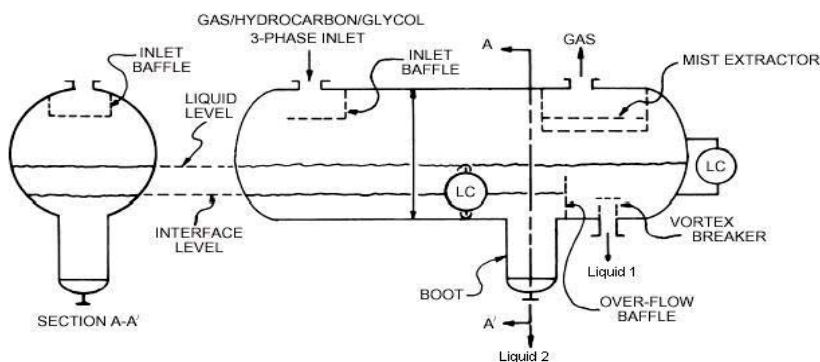 GAS/HYDROCARBON/GLYCOL
3-PHASE INLET
INLET
BAFFLE
LIQUID
LEVEL
INLET
BAFFLE
A
GAS
MIST EXTRACTOR
LC
LC
INTERFACE
LEVEL
VORTEX
BREAKER
BOOT
Liquid 1
OVER-FLOW
BAFFLE
SECTION A-A'
A'
Liquid 2